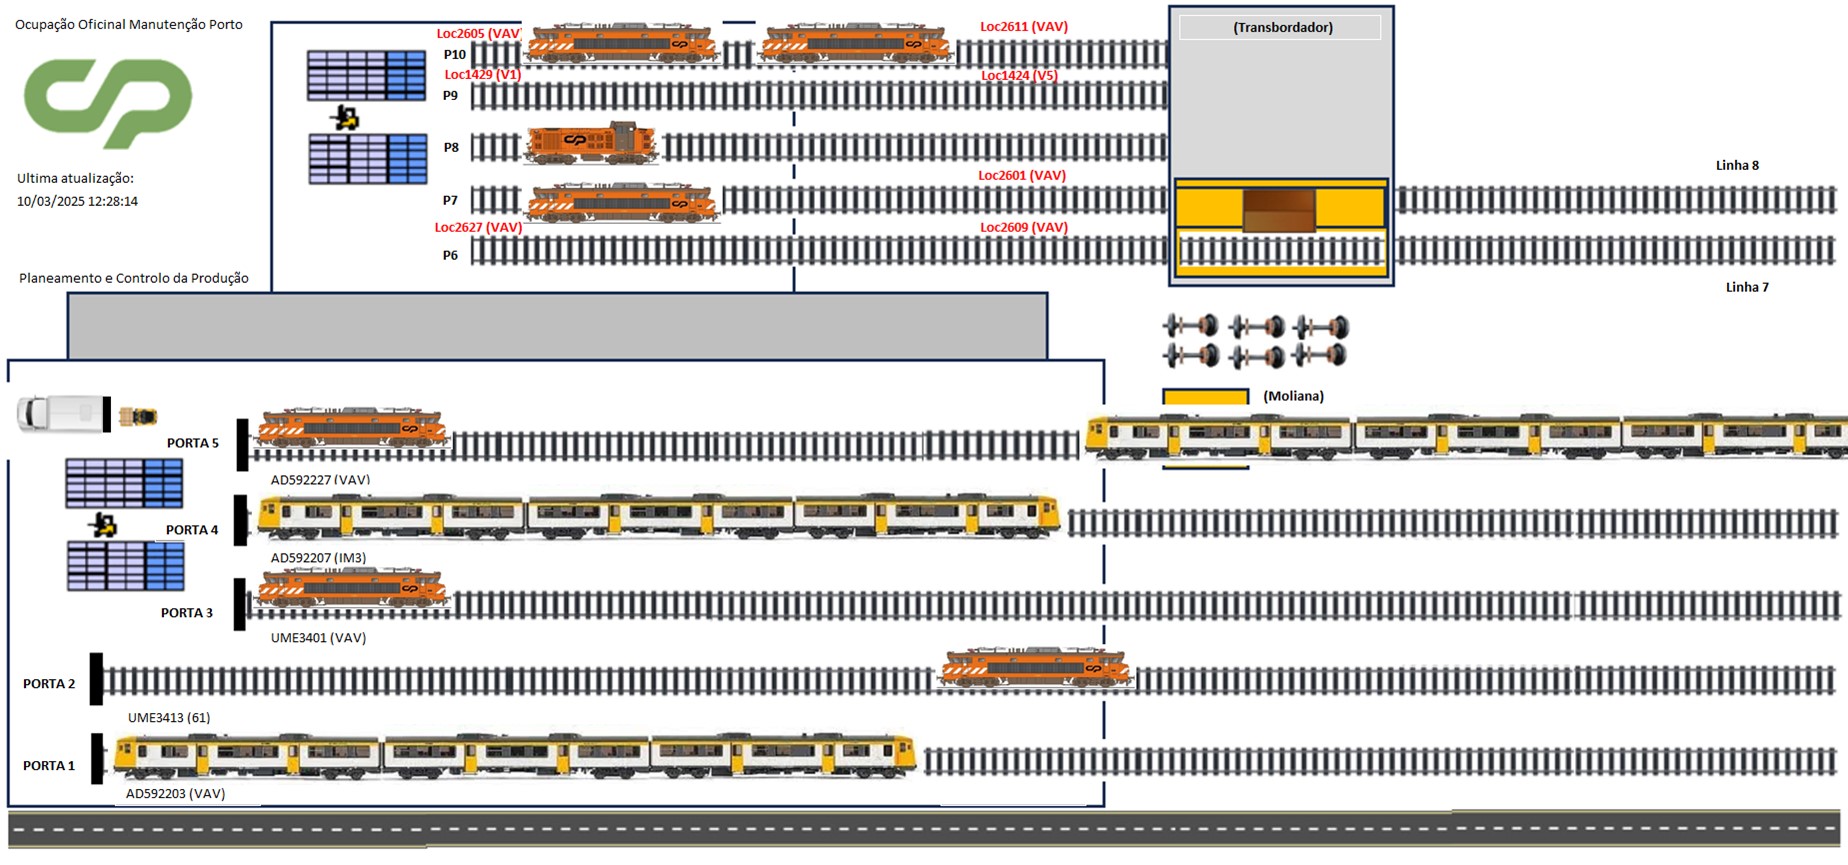 Ocupação Oficinal Manutenção Porto
Ultima atualização:
10/03/2025 12:28:14
Planeamento e Controlo da Produção
Loc2605 (VAV)
Loc2611 (VAV)
P10
Loc1429 (V1)
Loc1424 (V5)
P9
P8
Loc2601 (VAV)
P7
Loc2627 (VAV)
Loc2609 (VAV)
P6
(Transbordador)
Linha 8
Linha 7
(Moliana)
PORTA 5
AD592227 (VAV)
PORTA 4
AD592207 (IM3)
PORTA 3
UME3401 (VAV)
PORTA 2
UME3413 (61)
PORTA 1
AD592203 (VAV)